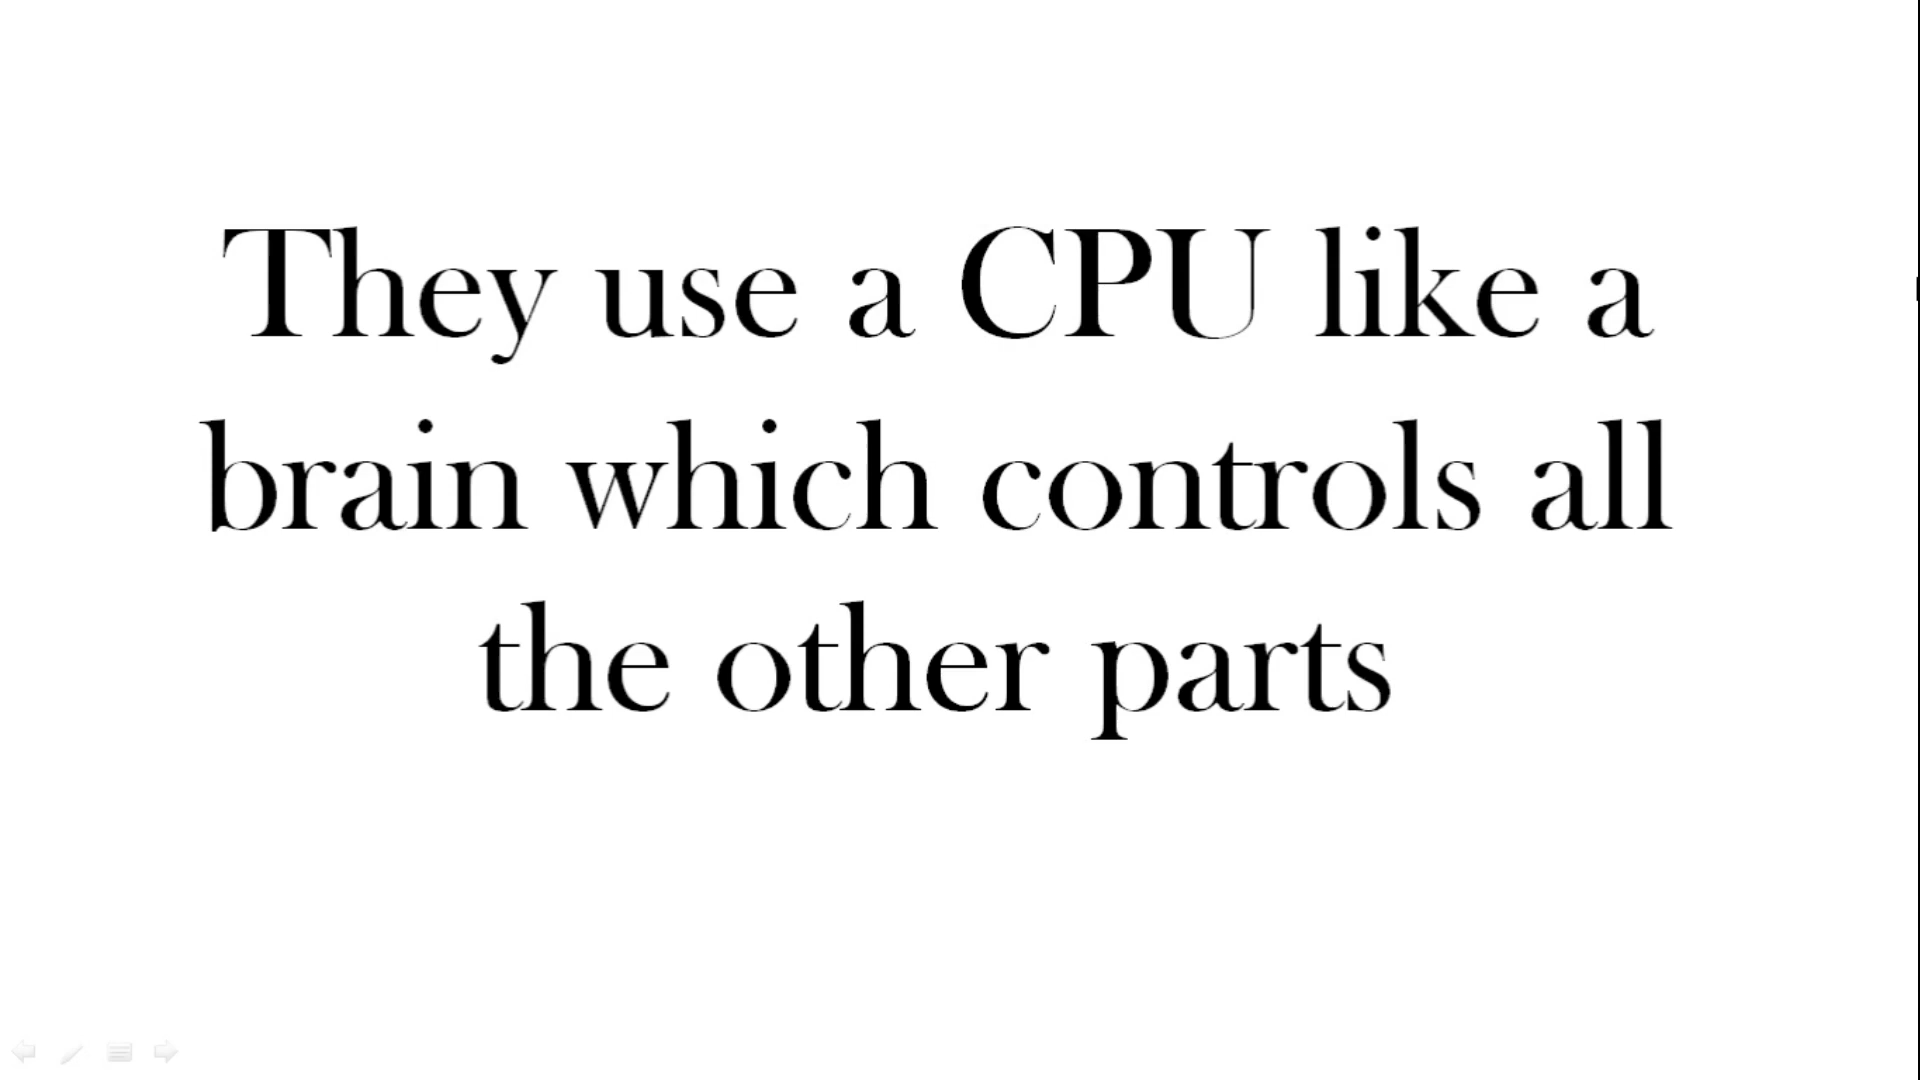 They use a CPU like a
brain which controls all
the other parts